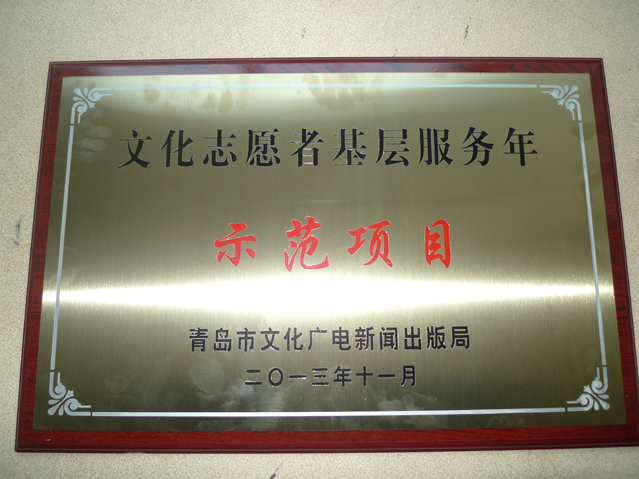 文化志愿者基层服务年
示范项目
青岛市文化广电新闻出版局
二〇一三年十一月